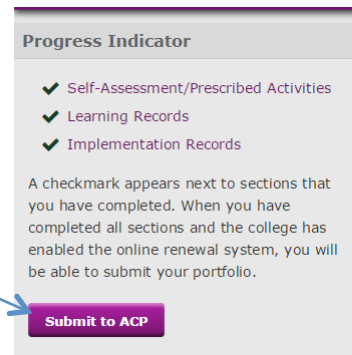 Progress Indicator
Self-Assessment/Prescribed Activities
Learning Records
Implementation Records
A checkmark appears next to sections that
you have completed. When you have
completed all sections and the college has
enabled the online renewal system, you will
be able to submit your portfolio.
Submit to ACP